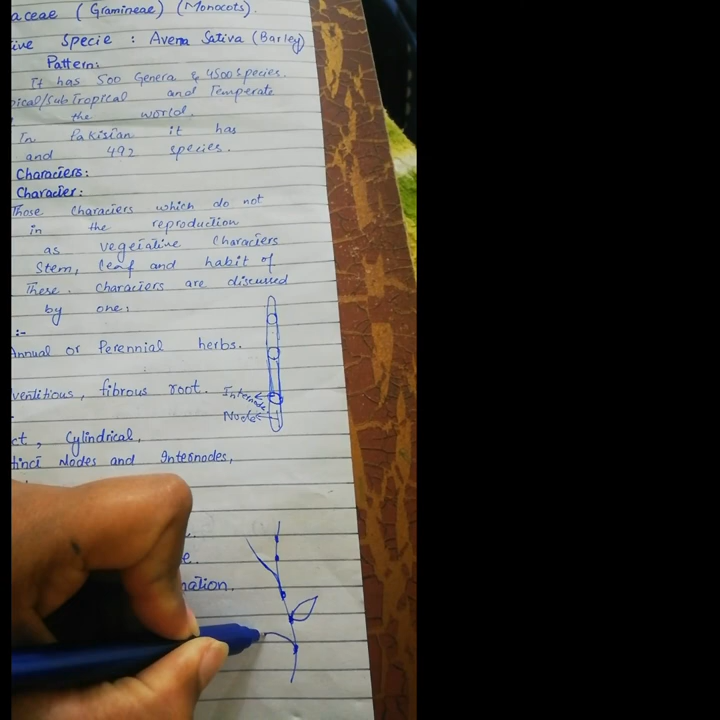 aceae (Gramineae) (Monocots).
ive Specie : Avena Sativa (Barley)
Pattern:
It has 500 Genera & 4500 species.
pical/SubTropical and Temperate
the world.
In Pakistan it has
and 492 species.
Characters:
Character:
Those characters which do not
in the reproduction
as vegetative characters
Stem, leaf and habit of
These characters are discussed
by one:
:-
Annual or Perennial herbs.
ventitious, fibrous root.
Internode
Node
ct, Cylindrical,
tinct Nodes and Internodes,
e.
nation.